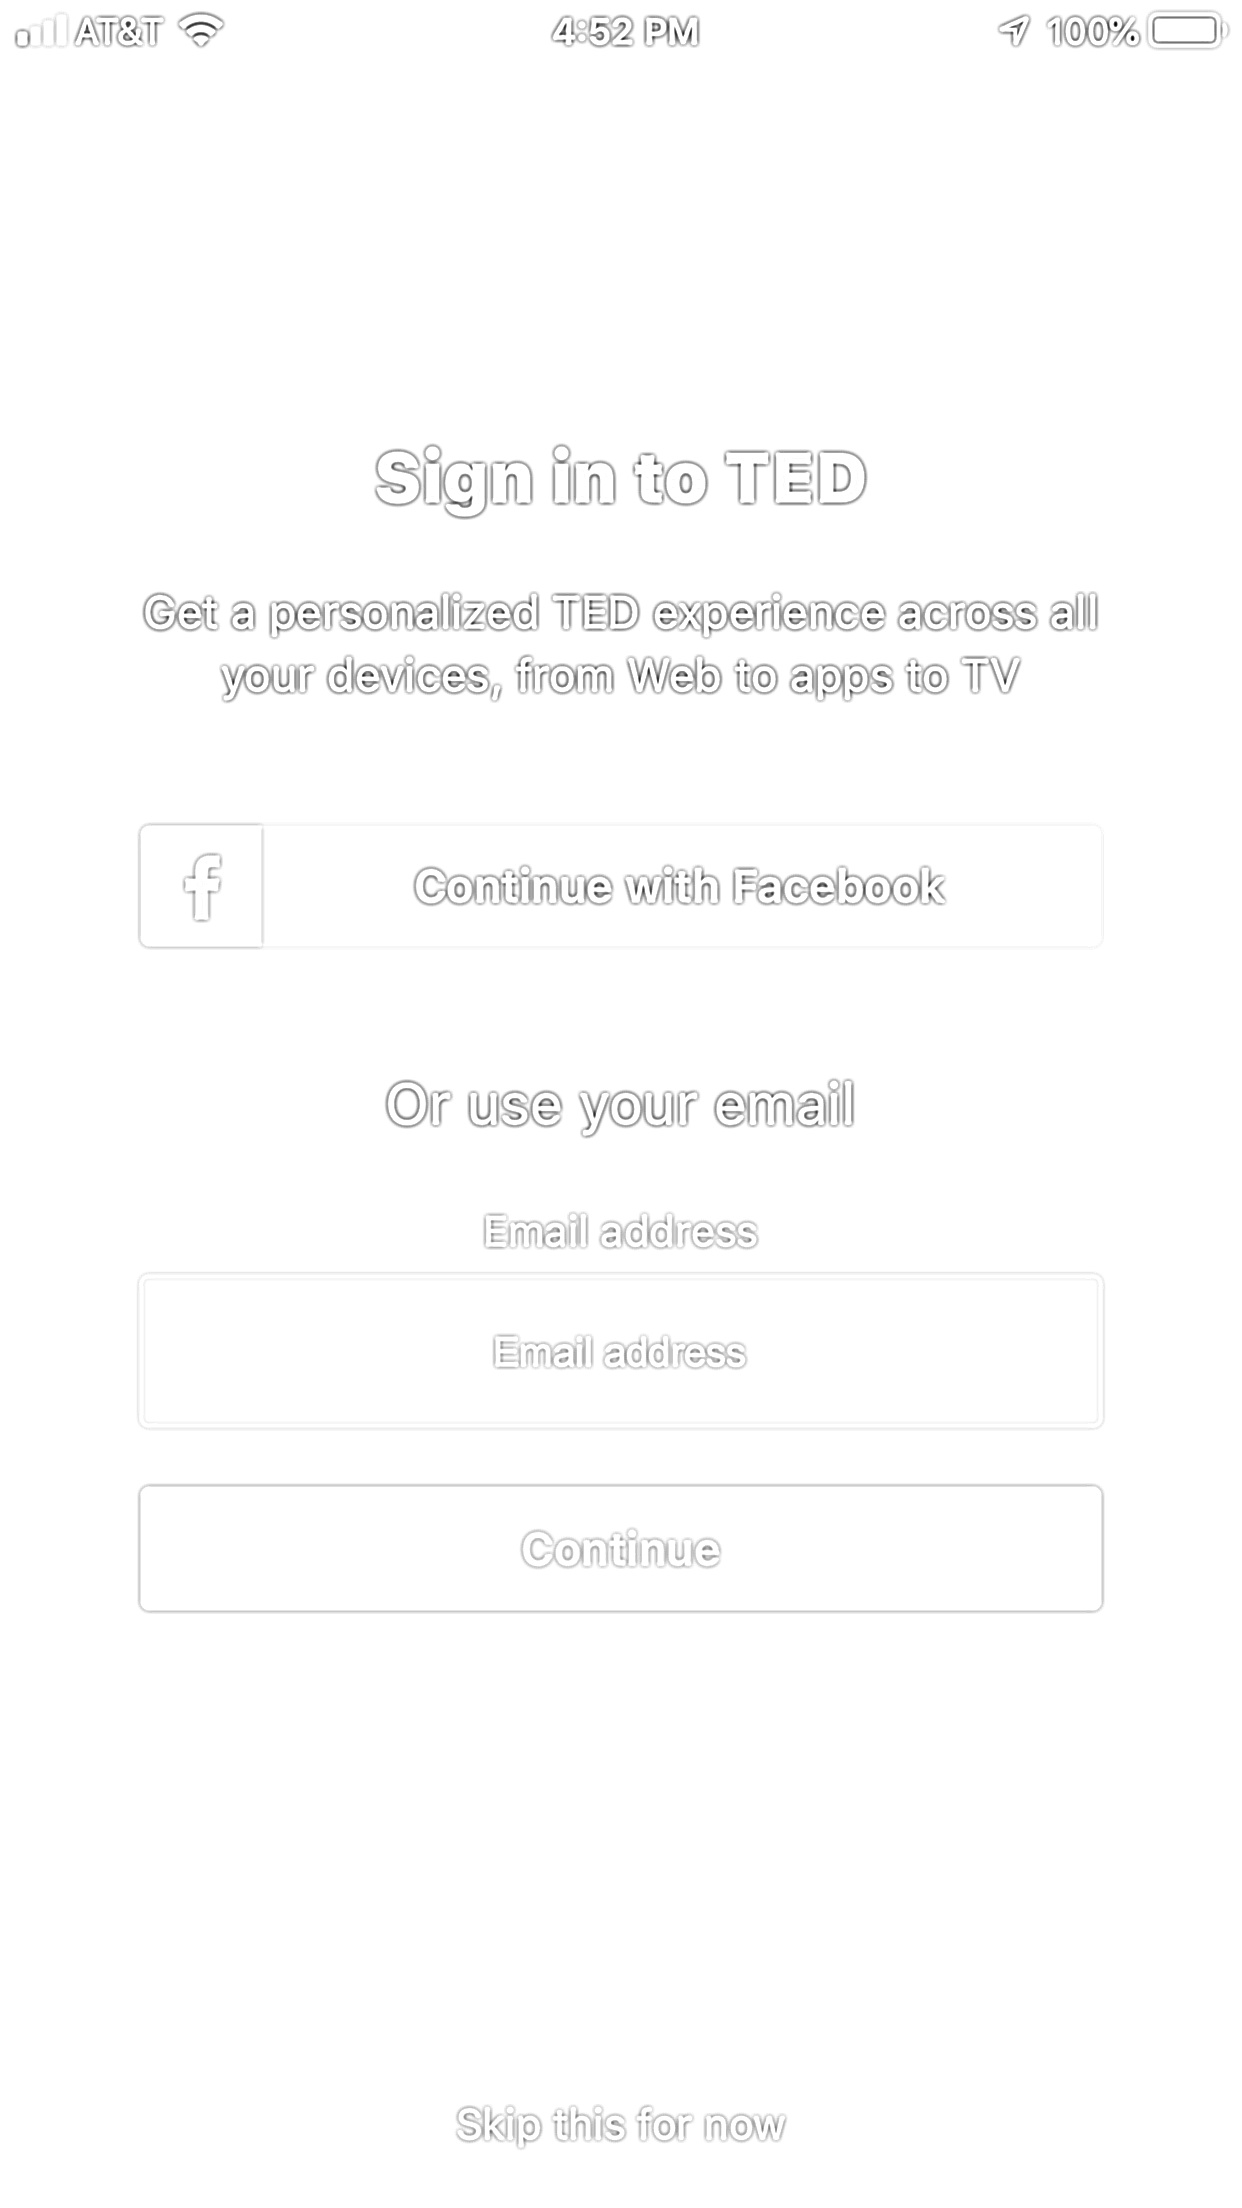 AT&T 4:52 PM 100%
Sign in to TED
Get a personalized TED experience across all
your devices, from Web to apps to TV
f Continue with Facebook
Or use your email
Email address
Email address
Continue
Skip this for now